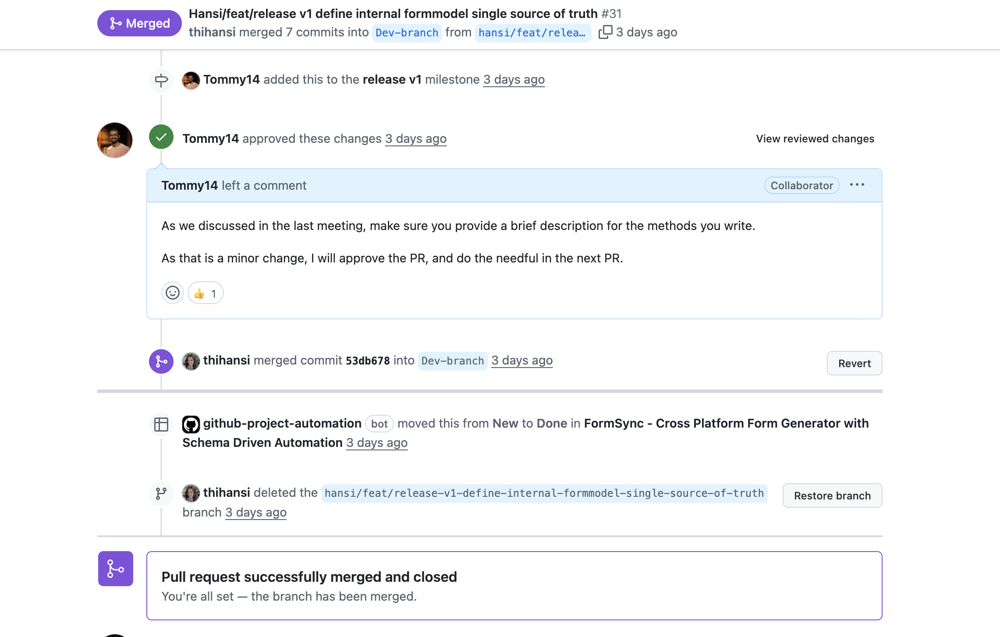 Merged
Hansi/feat/release v1 define internal formmodel single source of truth #31
thihansi merged 7 commits into Dev-branch from hansi/feat/relea… 3 days ago
Tommy14 added this to the release v1 milestone 3 days ago
Tommy14 approved these changes 3 days ago
View reviewed changes
Tommy14 left a comment
Collaborator
As we discussed in the last meeting, make sure you provide a brief description for the methods you write.
As that is a minor change, I will approve the PR, and do the needful in the next PR.
👍 1
thihansi merged commit 53db678 into Dev-branch 3 days ago
Revert
github-project-automation bot moved this from New to Done in FormSync - Cross Platform Form Generator with
Schema Driven Automation 3 days ago
thihansi deleted the hansi/feat/release-v1-define-internal-formmodel-single-source-of-truth
Restore branch
branch 3 days ago
Pull request successfully merged and closed
You're all set — the branch has been merged.